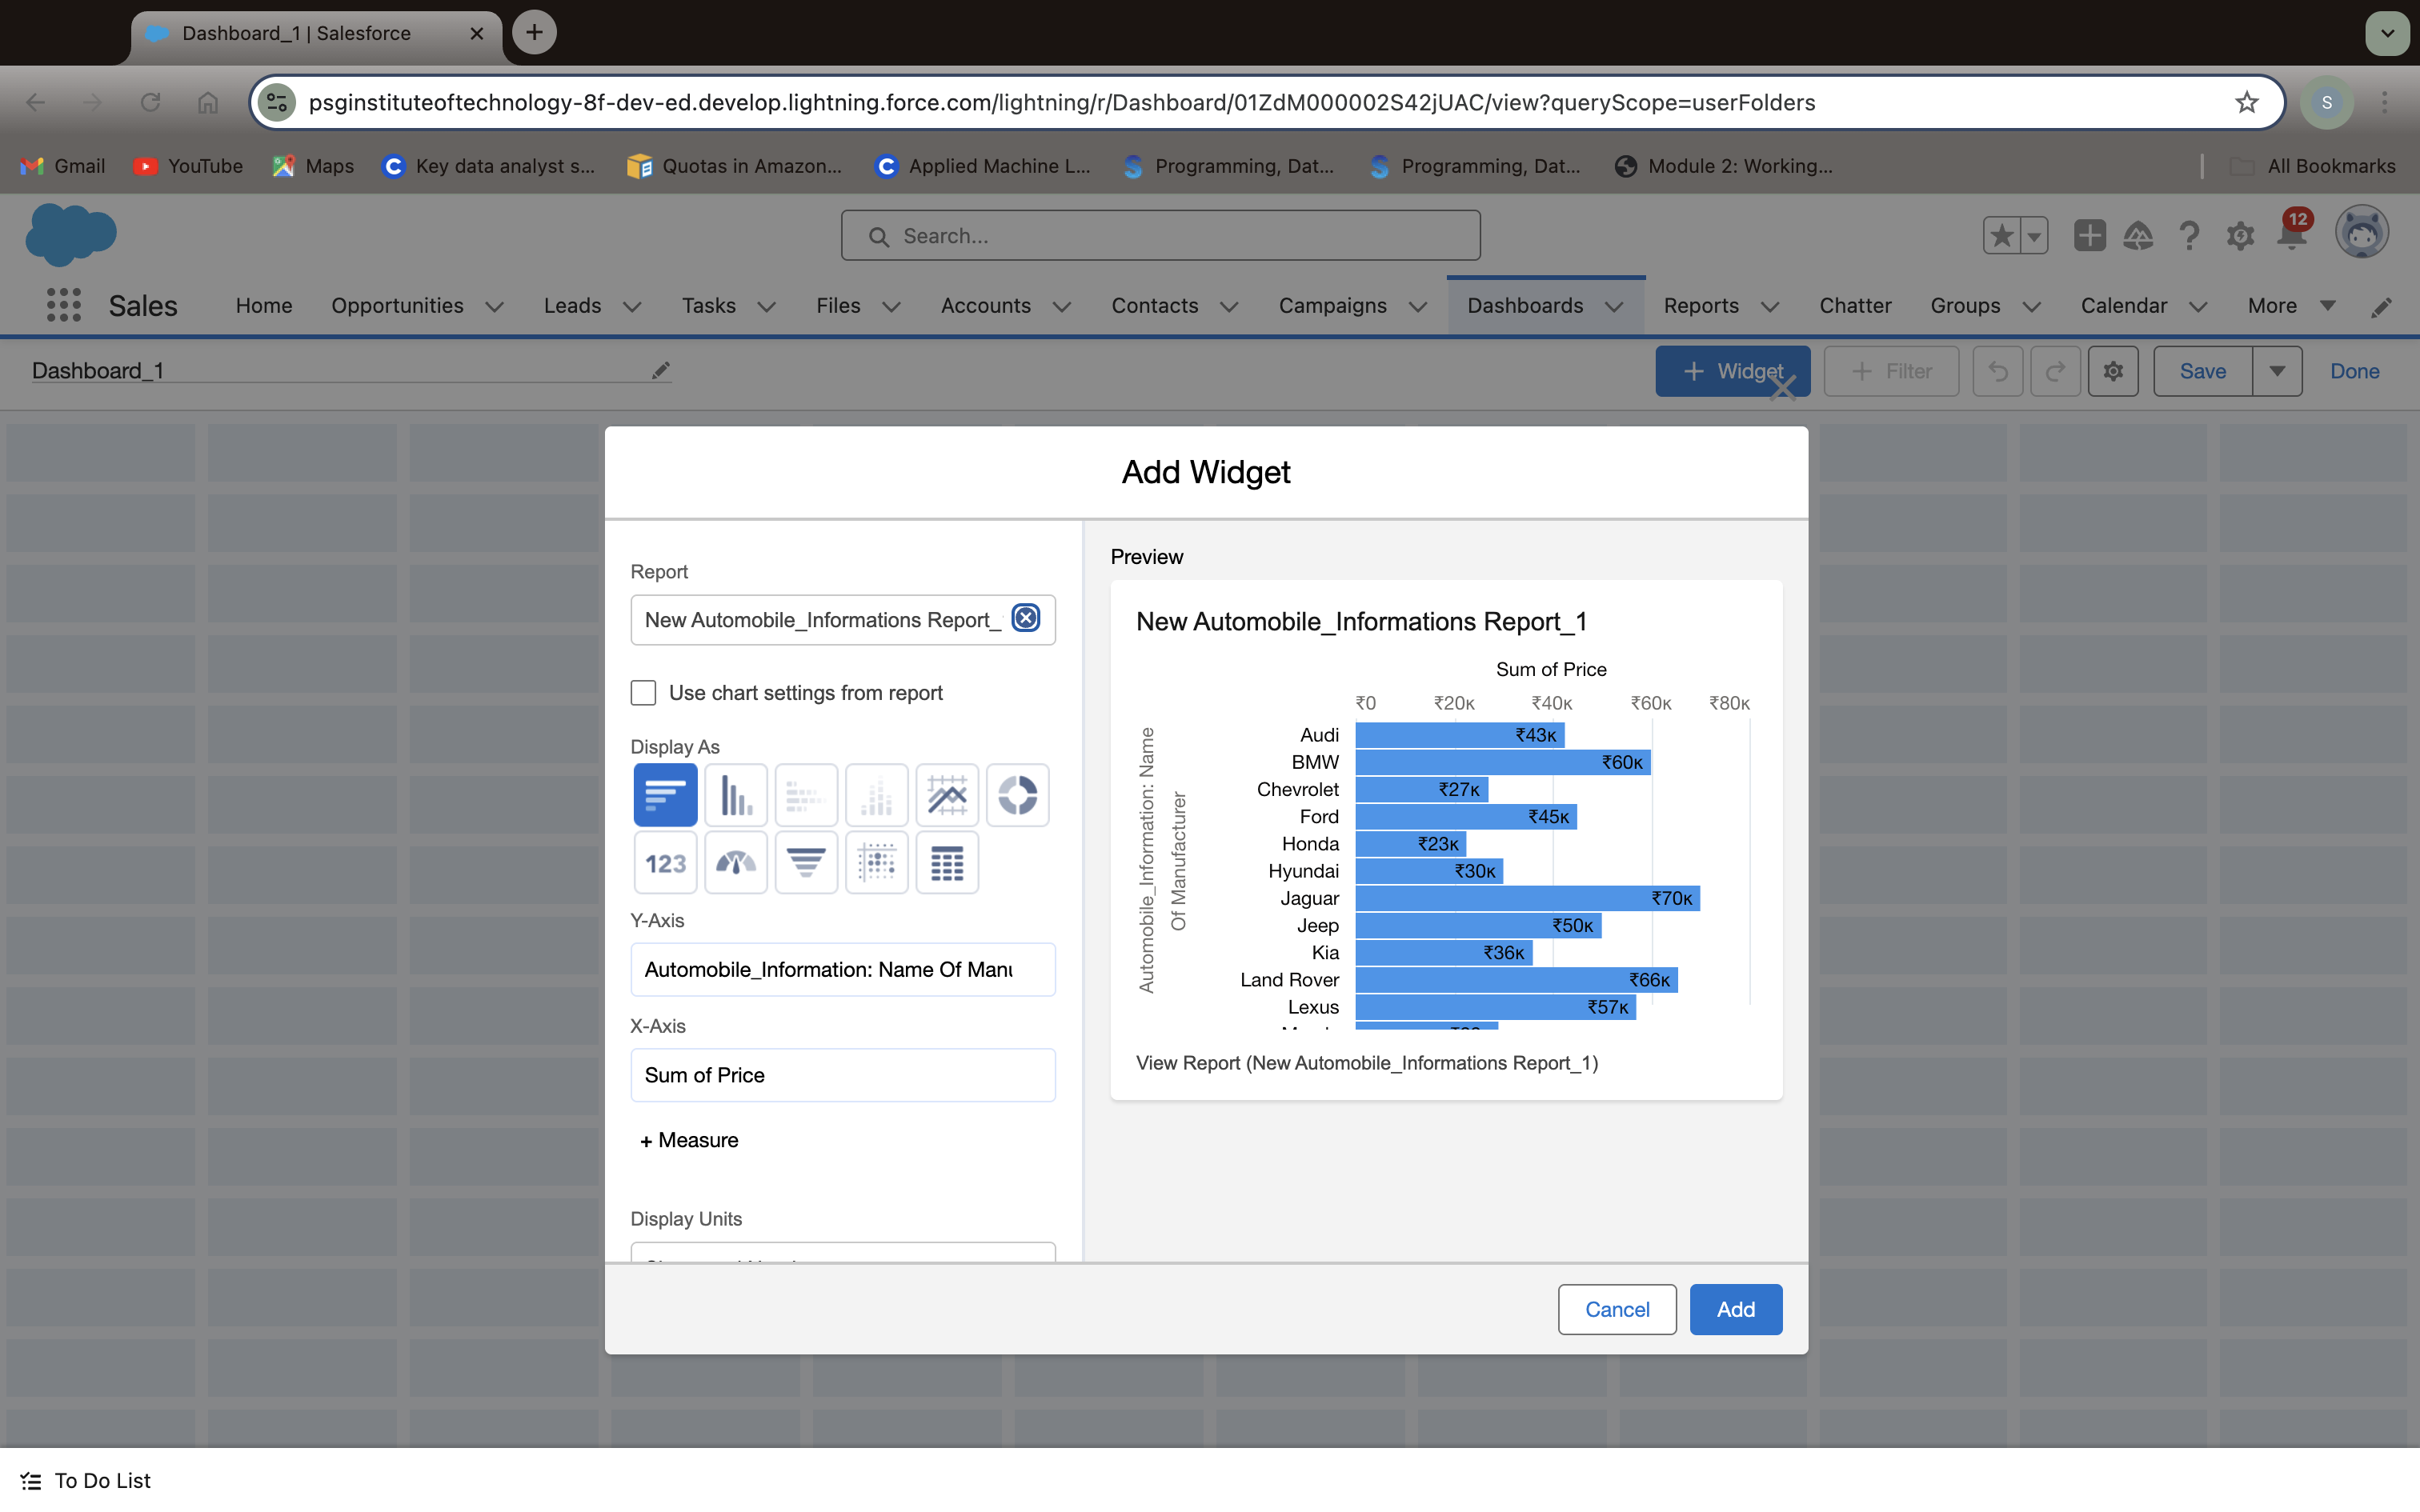 Dashboard_1 | Salesforce
psginstituteoftechnology-8f-dev-ed.develop.lightning.force.com/lightning/r/Dashboard/01ZdM000002S42jUAC/view?queryScope=userFolders
S
Gmail YouTube Maps Key data analyst s... Quotas in Amazon... Applied Machine L... Programming, Dat... Programming, Dat... Module 2: Working... All Bookmarks
Search...
12
Sales Home Opportunities Leads Tasks Files Accounts Contacts Campaigns Dashboards Reports Chatter Groups Calendar More
Dashboard_1
+ Widget + Filter Save Done
Add Widget
Report
New Automobile_Informations Report_
Use chart settings from report
Display As
123
Y-Axis
Automobile_Information: Name Of Manu
X-Axis
Sum of Price
+ Measure
Display Units
Preview
New Automobile_Informations Report_1
Sum of Price
₹0 ₹20K ₹40K ₹60K ₹80K
Automobile_Information: Name
Of Manufacturer
Audi ₹43K
BMW ₹60K
Chevrolet ₹27K
Ford ₹45K
Honda ₹23K
Hyundai ₹30K
Jaguar ₹70K
Jeep ₹50K
Kia ₹36K
Land Rover ₹66K
Lexus ₹57K
View Report (New Automobile_Informations Report_1)
Cancel Add
To Do List